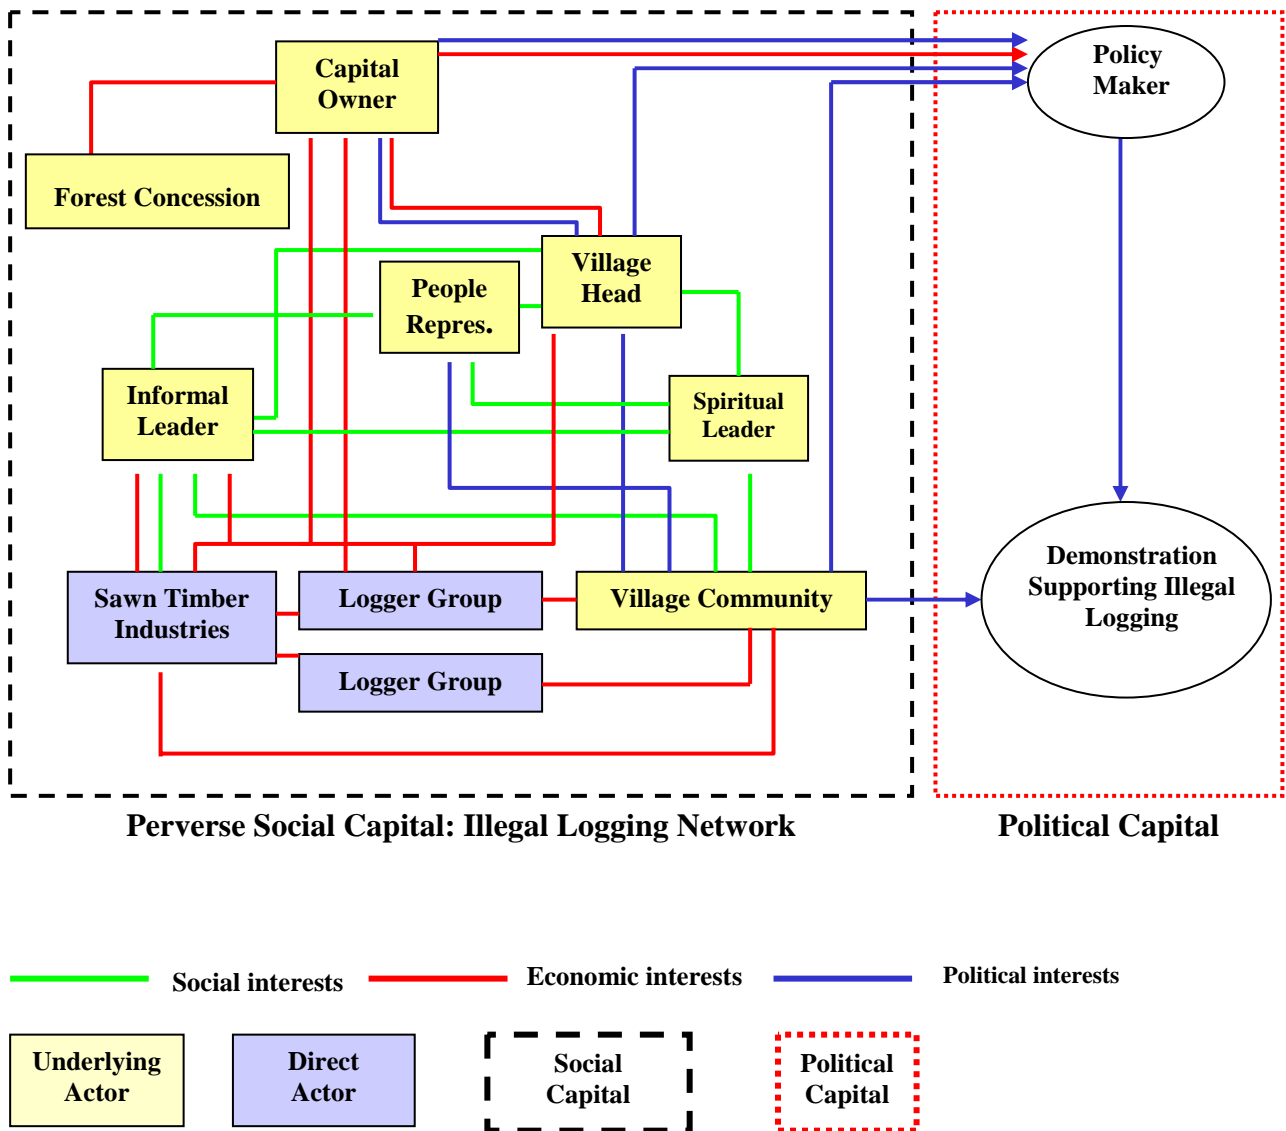 Capital
Owner
Policy
Maker
Forest Concession
Village
Head
People
Repres.
Informal
Leader
Spiritual
Leader
Sawn Timber
Industries
Logger Group
Village Community
Demonstration
Supporting Illegal
Logging
Logger Group
Perverse Social Capital: Illegal Logging Network
Political Capital
Social interests
Economic interests
Political interests
Underlying
Actor
Direct
Actor
Social
Capital
Political
Capital